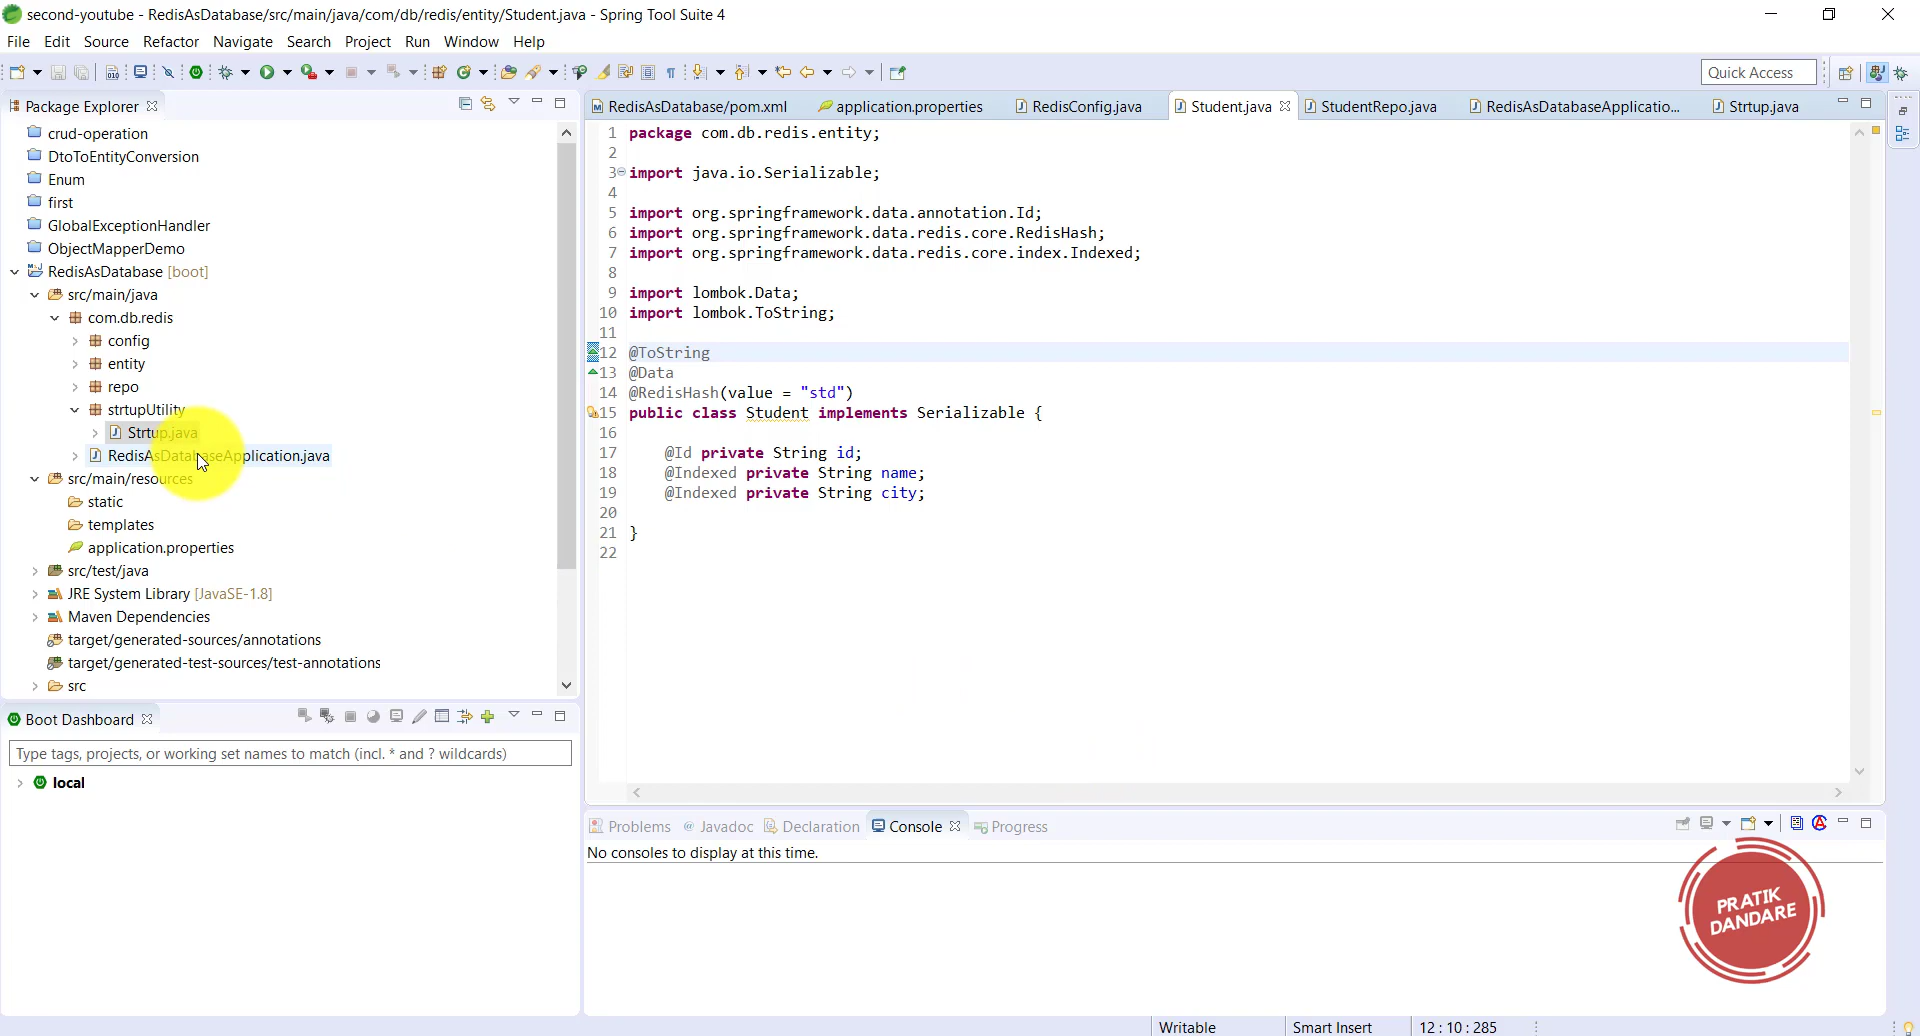 second-youtube - RedisAsDatabase/src/main/java/com/db/redis/entity/Student.java - Spring Tool Suite 4
File Edit Source Refactor Navigate Search Project Run Window Help
Quick Access
Package Explorer
crud-operation
DtoToEntityConversion
Enum
first
GlobalExceptionHandler
ObjectMapperDemo
RedisAsDatabase [boot]
src/main/java
com.db.redis
config
entity
repo
strtupUtility
Strtup.java
RedisAsDatabaseApplication.java
src/main/resources
static
templates
application.properties
src/test/java
JRE System Library [JavaSE-1.8]
Maven Dependencies
target/generated-sources/annotations
target/generated-test-sources/test-annotations
src
Boot Dashboard
Type tags, projects, or working set names to match (incl. * and ? wildcards)
local
RedisAsDatabase/pom.xml application.properties RedisConfig.java Student.java StudentRepo.java RedisAsDatabaseApplicatio... Strtup.java
1 package com.db.redis.entity;
2
3 import java.io.Serializable;
4
5 import org.springframework.data.annotation.Id;
6 import org.springframework.data.redis.core.RedisHash;
7 import org.springframework.data.redis.core.index.Indexed;
8
9 import lombok.Data;
10 import lombok.ToString;
11
12 @ToString
13 @Data
14 @RedisHash(value = "std")
15 public class Student implements Serializable {
16
17 @Id private String id;
18 @Indexed private String name;
19 @Indexed private String city;
20
21 }
22
Problems Javadoc Declaration Console Progress
No consoles to display at this time.
PRATIK
DANDARE
Writable Smart Insert 12 : 10 : 285